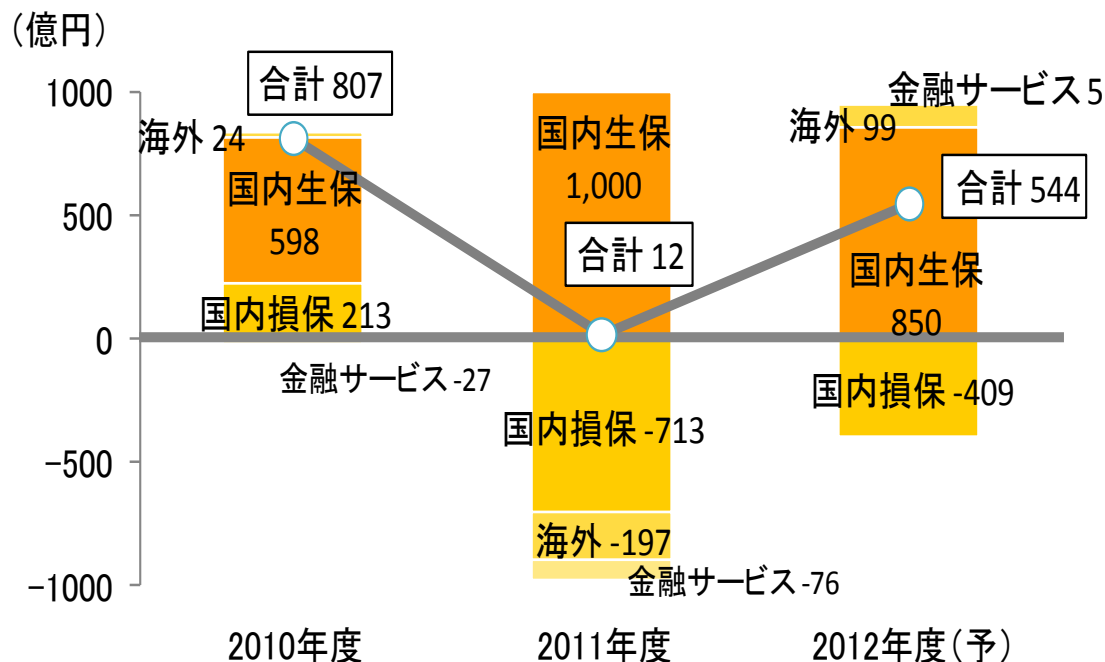 (億円)
合計 807
金融サービス 5
1000
海外 24
国内生保
1,000
海外 99
国内生保
598
合計 544
500
合計 12
国内生保
850
国内損保 213
0
金融サービス -27
国内損保 -409
国内損保 -713
-500
海外 -197
金融サービス -76
-1000
2010年度
2011年度
2012年度(予)